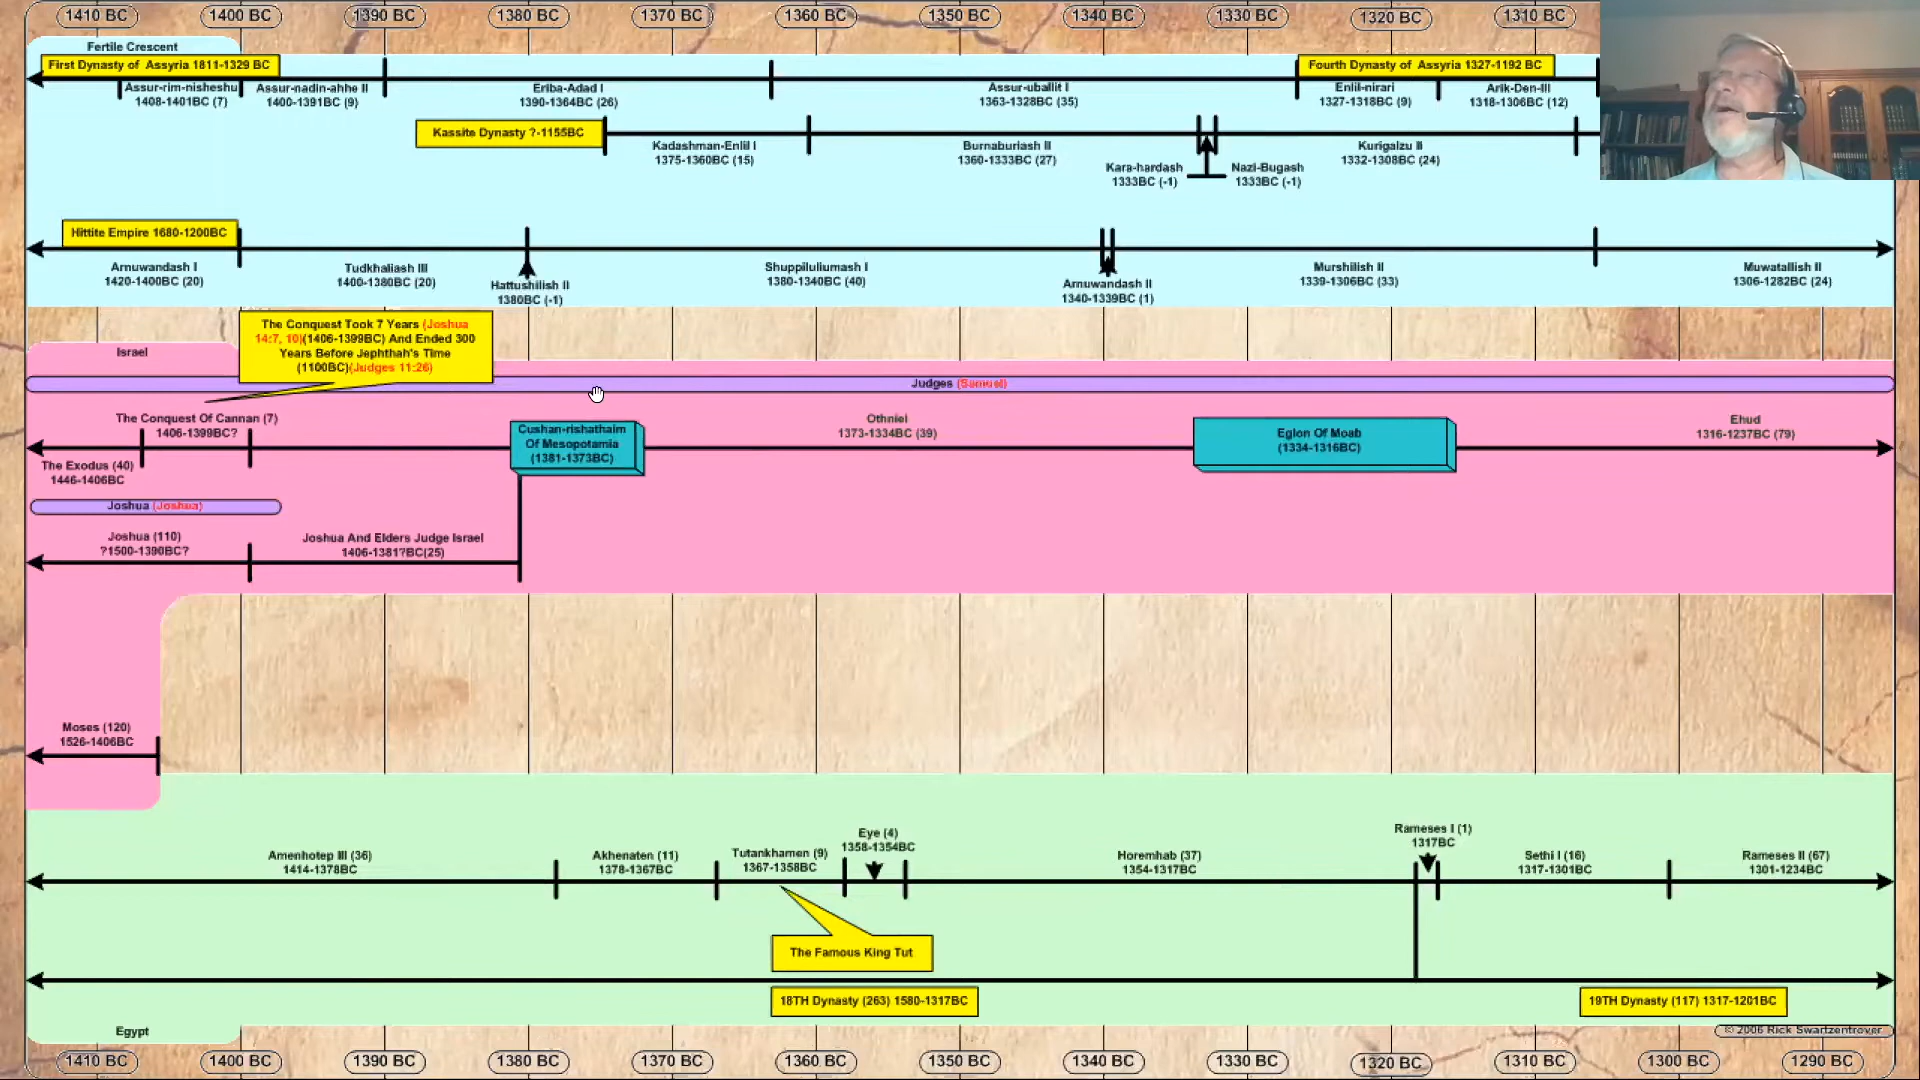 1410 BC 1400 BC 1390 BC 1380 BC 1370 BC 1360 BC 1350 BC 1340 BC 1330 BC 1320 BC 1310 BC
Fertile Crescent
First Dynasty of Assyria 1811-1329 BC
Fourth Dynasty of Assyria 1327-1192 BC
Assur-rim-nisheshu
1408-1401BC (7)
Assur-nadin-ahhe II
1400-1391BC (9)
Eriba-Adad I
1390-1364BC (26)
Assur-uballit I
1363-1328BC (35)
Enlil-nirari
1327-1318BC (9)
Arik-Den-Ili
1318-1306BC (12)
Kassite Dynasty ?-1155BC
Kadashman-Enlil I
1375-1360BC (15)
Burnaburiash II
1360-1333BC (27)
Kara-hardash
1333BC (-1)
Nazi-Bugash
1333BC (-1)
Kurigalzu II
1332-1308BC (24)
Hittite Empire 1680-1200BC
Arnuwandash I
1420-1400BC (20)
Tudkhaliash III
1400-1380BC (20)
Hattushilish II
1380BC (-1)
Shuppiluliumash I
1380-1340BC (40)
Arnuwandash II
1340-1339BC (1)
Murshilish II
1339-1306BC (33)
Muwatallish II
1306-1282BC (24)
The Conquest Took 7 Years (Joshua
14:7, 10)(1406-1399BC) And Ended 300
Years Before Jephthah's Time
(1100BC)(Judges 11:26)
Israel
Judges (Samuel)
The Conquest Of Cannan (7)
1406-1399BC?
The Exodus (40)
1446-1406BC
Cushan-rishathaim
Of Mesopotamia
(1381-1373BC)
Othniel
1373-1334BC (39)
Eglon Of Moab
(1334-1316BC)
Ehud
1316-1237BC (79)
Joshua (Joshua)
Joshua (110)
?1500-1390BC?
Joshua And Elders Judge Israel
1406-1381?BC(25)
Moses (120)
1526-1406BC
Amenhotep III (36)
1414-1378BC
Akhenaten (11)
1378-1367BC
Tutankhamen (9)
1367-1358BC
Eye (4)
1358-1354BC
Horemhab (37)
1354-1317BC
Rameses I (1)
1317BC
Sethi I (16)
1317-1301BC
Rameses II (67)
1301-1234BC
The Famous King Tut
18TH Dynasty (263) 1580-1317BC
19TH Dynasty (117) 1317-1201BC
Egypt
© 2006 Rick Swartzentrover
1410 BC 1400 BC 1390 BC 1380 BC 1370 BC 1360 BC 1350 BC 1340 BC 1330 BC 1320 BC 1310 BC 1300 BC 1290 BC